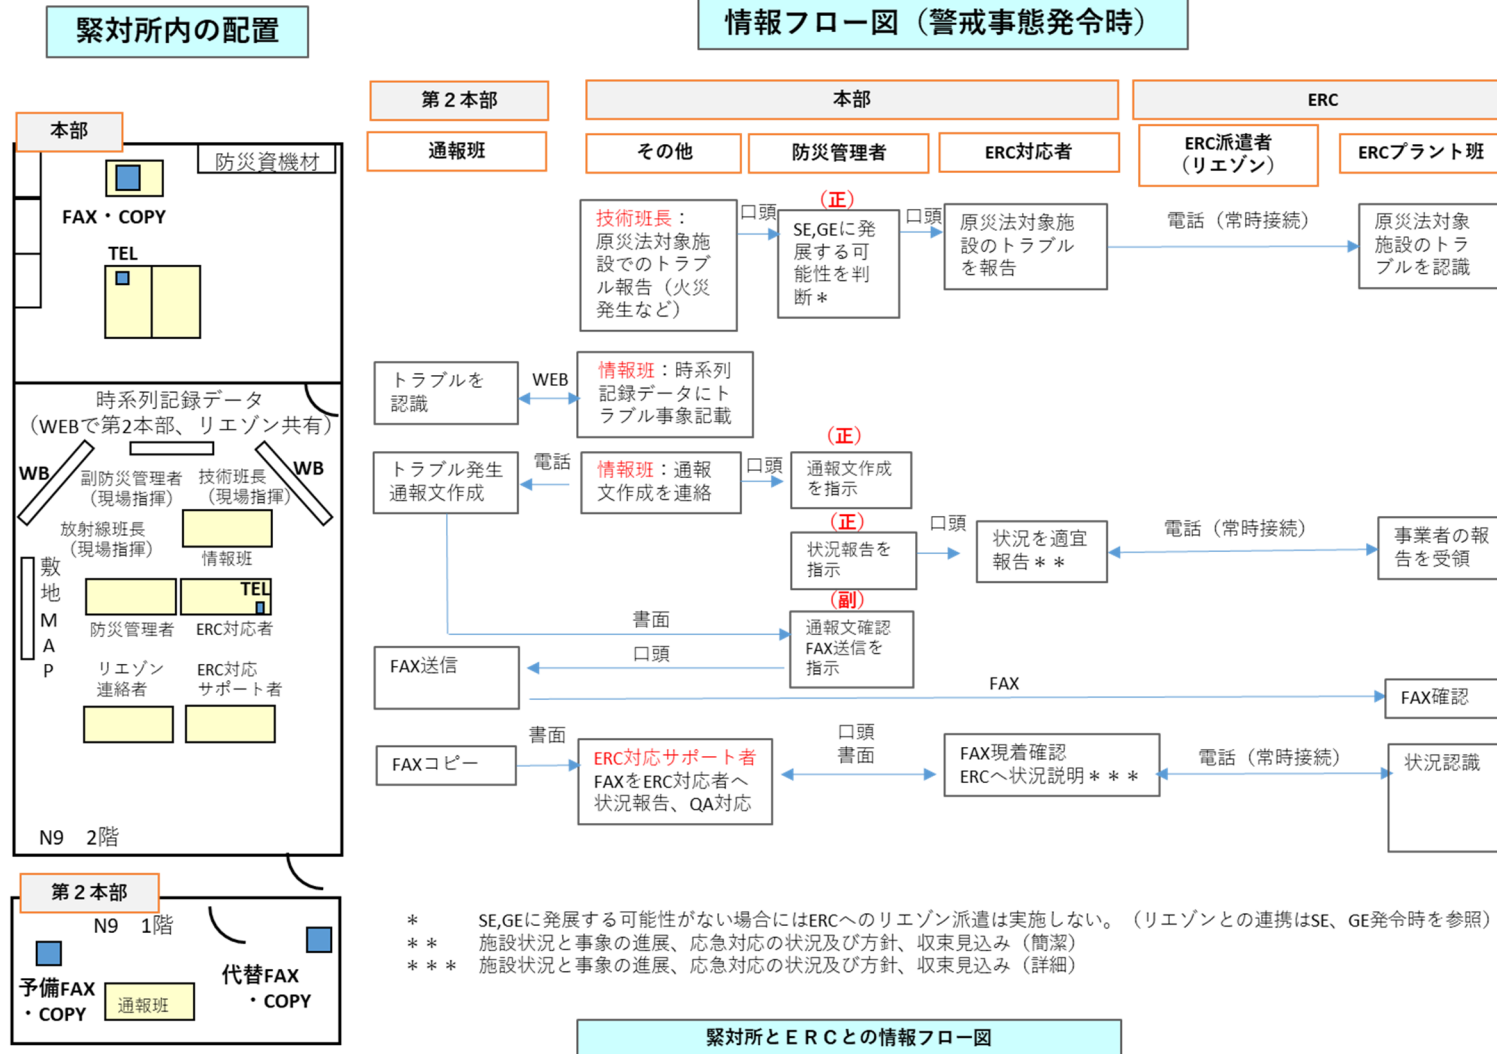 緊対所内の配置
情報フロー図（警戒事態発令時）
本部
防災資機材
FAX・COPY
TEL
時系列記録データ
（WEBで第2本部、リエゾン共有）
WB
WB
副防災管理者
（現場指揮）
技術班長
（現場指揮）
放射線班長
（現場指揮）
情報班
敷
地
M
A
P
TEL
防災管理者
ERC対応者
リエゾン
連絡者
ERC対応
サポート者
N9　2階
第２本部
N9　1階
予備FAX
・COPY
通報班
代替FAX
・COPY
第２本部
本部
ERC
通報班
その他
防災管理者
ERC対応者
ERC派遣者
（リエゾン）
ERCプラント班
技術班長：
原災法対象施
設でのトラブ
ル報告（火災
発生など）
口頭
（正）
SE,GEに発
展する可
能性を判
断＊
口頭
原災法対象施
設のトラブル
を報告
電話（常時接続）
原災法対象
施設のトラ
ブルを認識
トラブルを
認識
WEB
情報班：時系列
記録データにト
ラブル事象記載
トラブル発生
通報文作成
電話
情報班：通報
文作成を連絡
口頭
（正）
通報文作成
を指示
（正）
状況報告を
指示
口頭
状況を適宜
報告＊＊
電話（常時接続）
事業者の報
告を受領
書面
（副）
通報文確認
FAX送信を
指示
口頭
FAX送信
FAX
FAX確認
FAXコピー
書面
ERC対応サポート者
FAXをERC対応者へ
状況報告、QA対応
口頭
書面
FAX現着確認
ERCへ状況説明＊＊＊
電話（常時接続）
状況認識
＊　SE,GEに発展する可能性がない場合にはERCへのリエゾン派遣は実施しない。（リエゾンとの連携はSE、GE発令時を参照）
＊＊　施設状況と事象の進展、応急対応の状況及び方針、収束見込み（簡潔）
＊＊＊　施設状況と事象の進展、応急対応の状況及び方針、収束見込み（詳細）
緊対所とＥＲＣとの情報フロー図